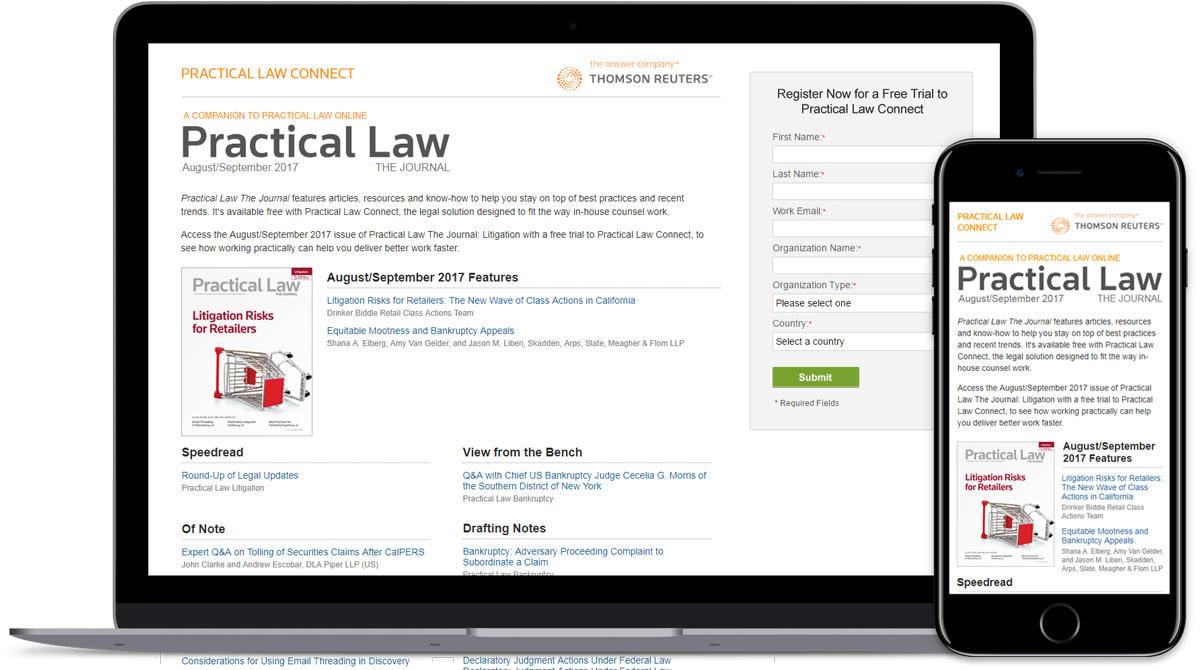 PRACTICAL LAW CONNECT
the answer company™
THOMSON REUTERS®
A COMPANION TO PRACTICAL LAW ONLINE
Practical Law
August/September 2017 THE JOURNAL
Practical Law The Journal features articles, resources and know-how to help you stay on top of best practices and recent
trends. It's available free with Practical Law Connect, the legal solution designed to fit the way in-house counsel work.
Access the August/September 2017 issue of Practical Law The Journal: Litigation with a free trial to Practical Law Connect, to
see how working practically can help you deliver better work faster.
Litigation
Practical Law
THE JOURNAL
Litigation Risks
for Retailers
August/September 2017 Features
Litigation Risks for Retailers: The New Wave of Class Actions in California
Drinker Biddle Retail Class Actions Team
Equitable Mootness and Bankruptcy Appeals
Shana A. Elberg, Amy Van Gelder, and Jason M. Liberi, Skadden, Arps, Slate, Meagher & Flom LLP
Speedread
Round-Up of Legal Updates
Practical Law Litigation
View from the Bench
Q&A with Chief US Bankruptcy Judge Cecelia G. Morris of
the Southern District of New York
Practical Law Bankruptcy
Of Note
Expert Q&A on Tolling of Securities Claims After CalPERS
John Clarke and Andrew Escobar, DLA Piper LLP (US)
Drafting Notes
Bankruptcy: Adversary Proceeding Complaint to
Subordinate a Claim
Practical Law Bankruptcy
Considerations for Using Email Threading in Discovery
Declaratory Judgment Actions Under Federal Law
Register Now for a Free Trial to
Practical Law Connect
First Name:*
Last Name:*
Work Email:*
Organization Name:*
Organization Type:*
Please select one
Country:*
Select a country
Submit
* Required Fields
PRACTICAL LAW
CONNECT
the answer company™
THOMSON REUTERS®
A COMPANION TO PRACTICAL LAW ONLINE
Practical Law
August/September 2017 THE JOURNAL
Practical Law The Journal features articles, resources
and know-how to help you stay on top of best practices
and recent trends. It's available free with Practical Law
Connect, the legal solution designed to fit the way in-
house counsel work.
Access the August/September 2017 issue of Practical
Law The Journal: Litigation with a free trial to Practical
Law Connect, to see how working practically can help
you deliver better work faster.
Practical Law
THE JOURNAL
Litigation Risks
for Retailers
August/September
2017 Features
Litigation Risks for Retailers:
The New Wave of Class
Actions in California
Drinker Biddle Retail Class
Actions Team
Equitable Mootness and
Bankruptcy Appeals
Shana A. Elberg, Amy Van Gelder,
and Jason M. Liberi, Skadden,
Arps, Slate, Meagher & Flom LLP
Speedread